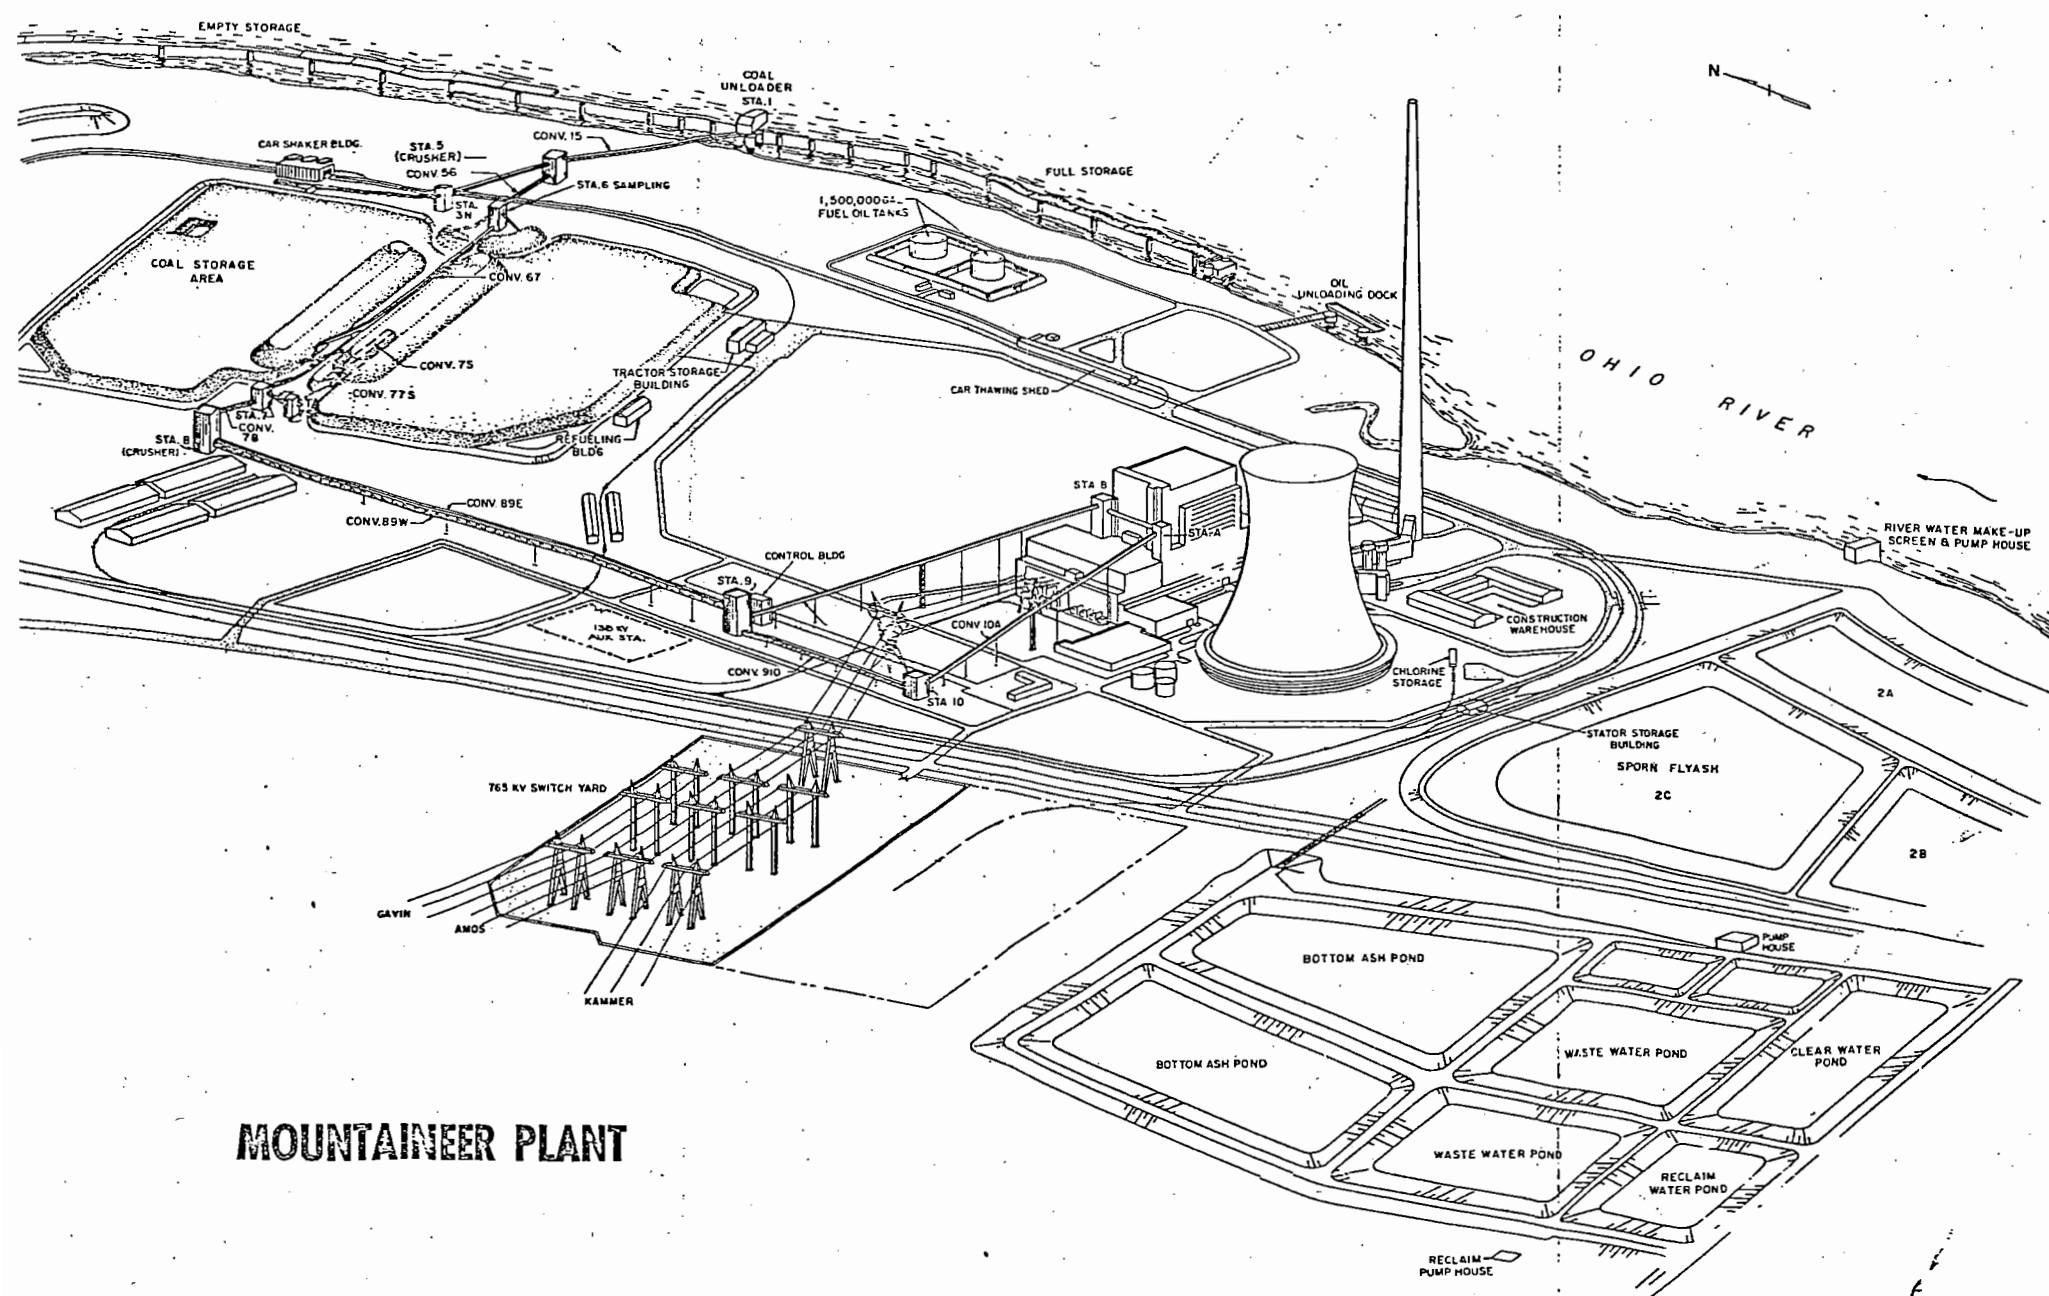 EMPTY STORAGE
N
COAL
UNLOADER
STA. 1
CONV. 15
CAR SHAKER BLDG.
STA. 5
(CRUSHER)
CONV. 56
STA. 6 SAMPLING
STA.
3N
FULL STORAGE
1,500,000 GAL
FUEL OIL TANKS
COAL STORAGE
AREA
CONV. 67
OIL
UNLOADING DOCK
OHIO RIVER
CONV. 7S
TRACTOR STORAGE
BUILDING
CAR THAWING SHED
CONV. 77S
STA. 7
CONV.
78
STA. 8
(CRUSHER)
REFUELING
BLDG
CONV. 89E
CONV. 89W
STA B
STA. A
RIVER WATER MAKE-UP
SCREEN & PUMP HOUSE
CONTROL BLDG
STA. 9
138 KV
AUX STA.
CONV 10A
CONSTRUCTION
WAREHOUSE
CONV. 910
STA 10
CHLORINE
STORAGE
2A
STATOR STORAGE
BUILDING
SPORN FLYASH
2C
765 KV SWITCH YARD
2B
GAVIN
AMOS
KAMMER
PUMP
HOUSE
BOTTOM ASH POND
BOTTOM ASH POND
WASTE WATER POND
CLEAR WATER
POND
MOUNTAINEER PLANT
WASTE WATER POND
RECLAIM
WATER POND
RECLAIM
PUMP HOUSE